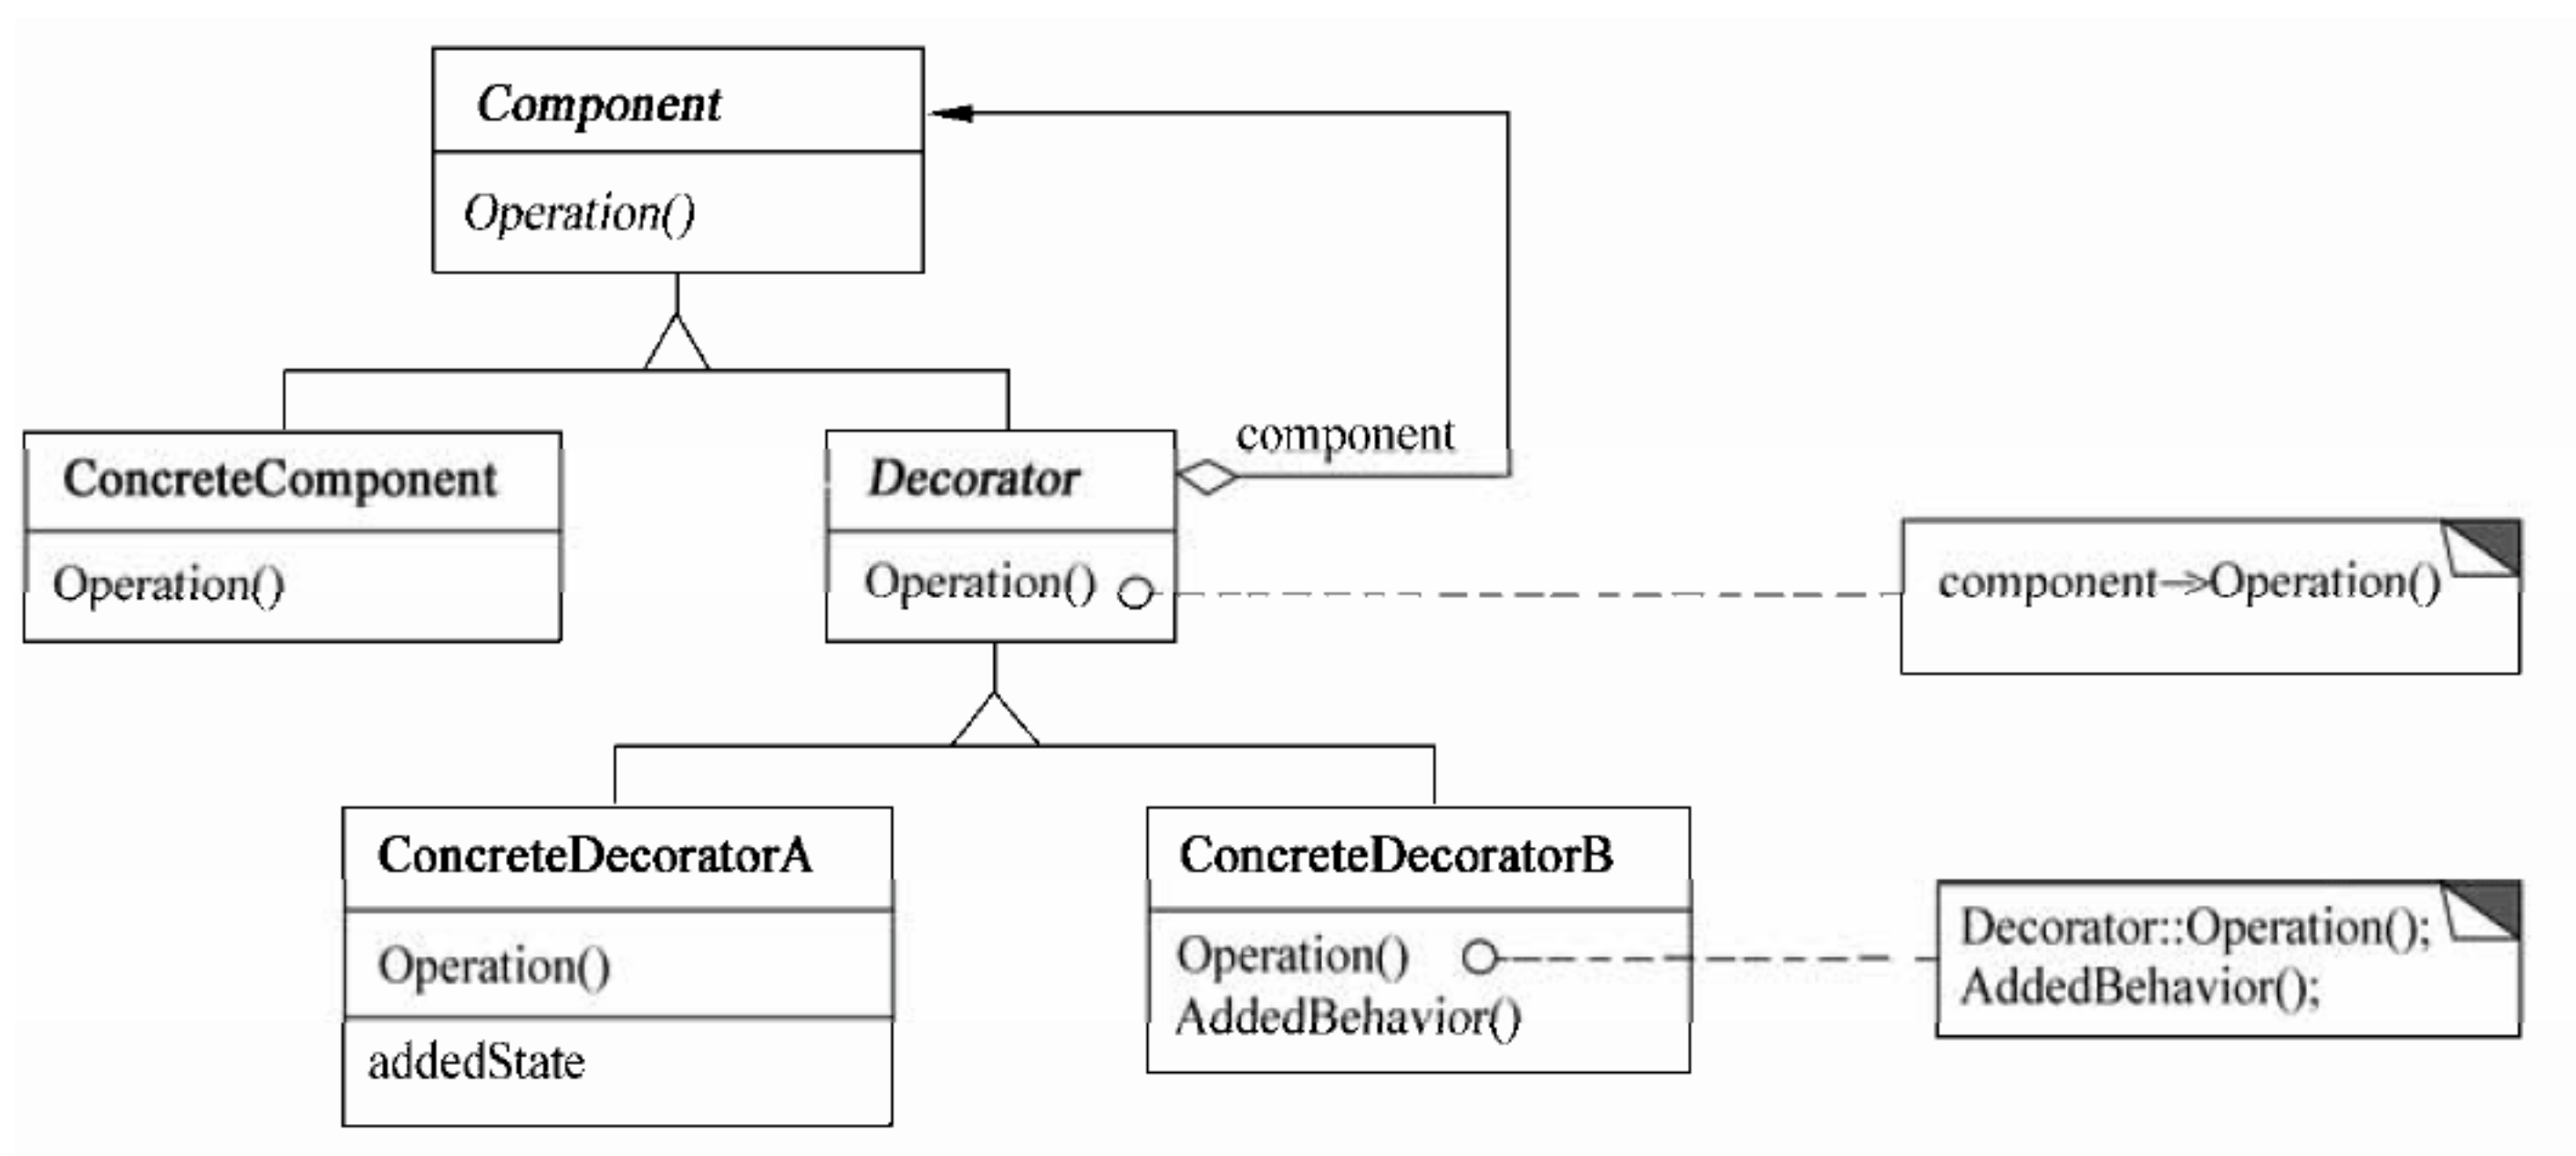 Component
Operation()
component
ConcreteComponent
Operation()
Decorator
Operation()
component->Operation()
ConcreteDecoratorA
Operation()
addedState
ConcreteDecoratorB
Operation()
AddedBehavior()
Decorator::Operation();
AddedBehavior();